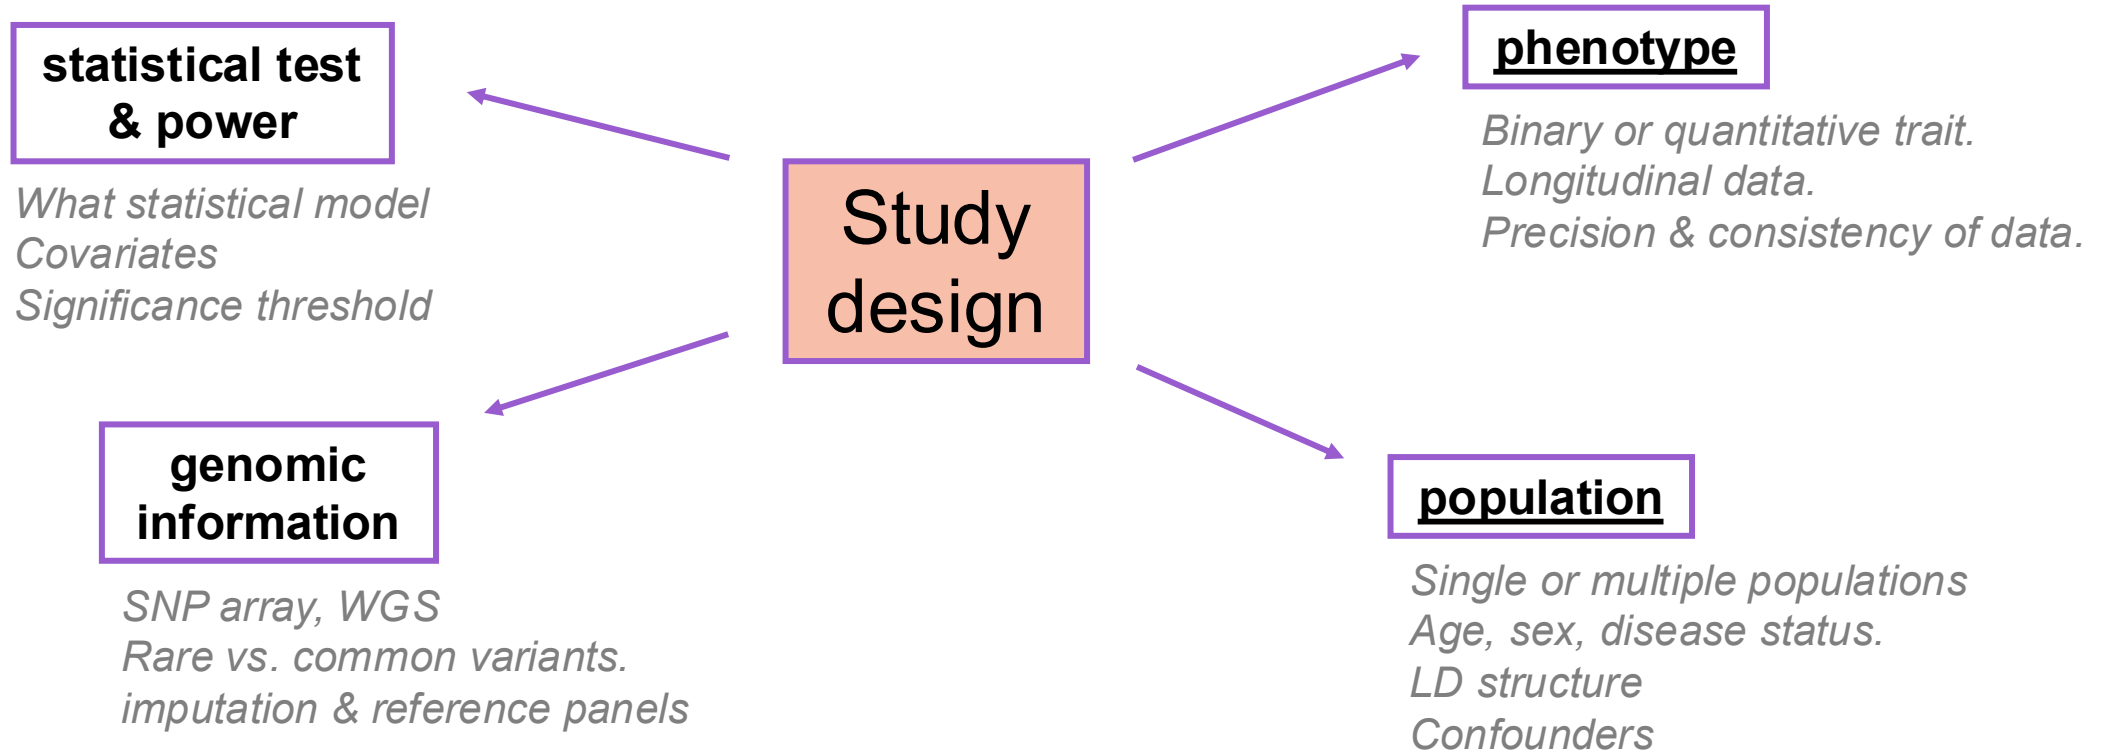 statistical test
& power
What statistical model
Covariates
Significance threshold
phenotype
Binary or quantitative trait.
Longitudinal data.
Precision & consistency of data.
Study
design
genomic
information
SNP array, WGS
Rare vs. common variants.
imputation & reference panels
population
Single or multiple populations
Age, sex, disease status.
LD structure
Confounders